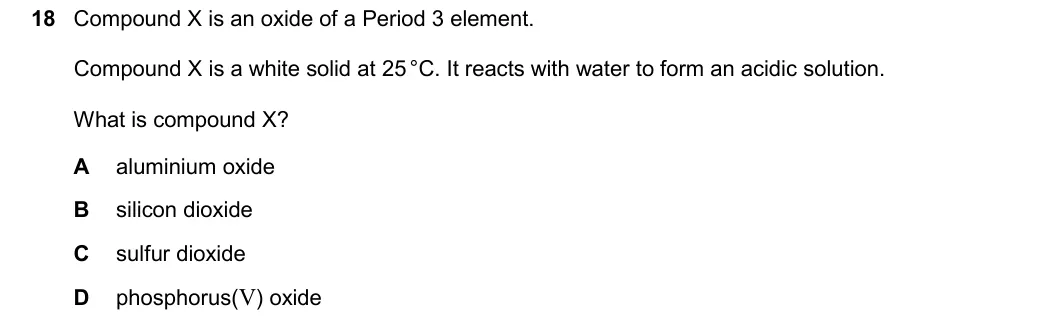 18 Compound X is an oxide of a Period 3 element.
Compound X is a white solid at 25 °C. It reacts with water to form an acidic solution.
What is compound X?
A aluminium oxide
B silicon dioxide
C sulfur dioxide
D phosphorus(V) oxide